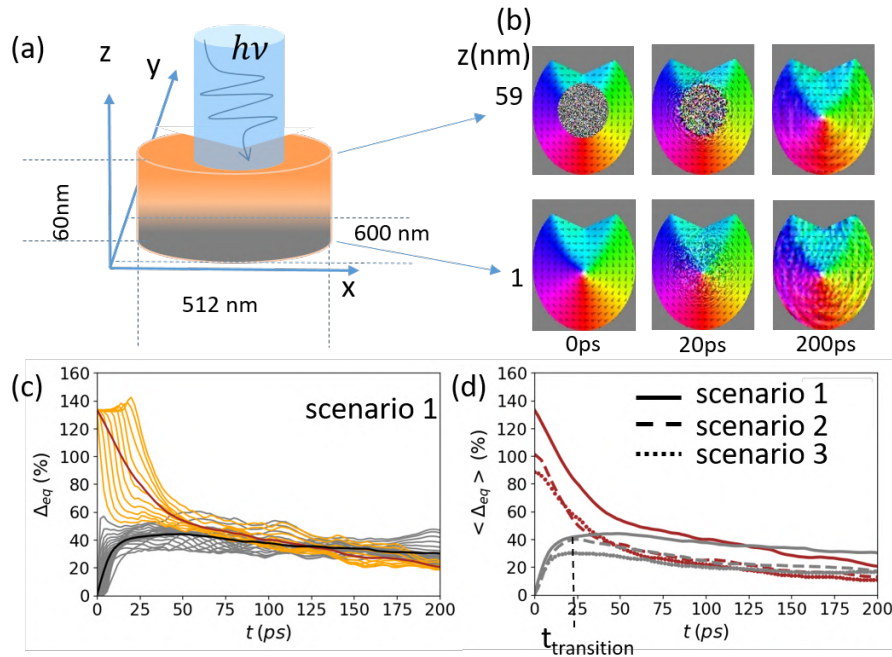 (a)
hν
z
y
60nm
600 nm
x
512 nm
(b)
z(nm)
59
1
0ps
20ps
200ps
(c)
scenario 1
160
140
120
100
80
60
40
20
0
Δeq (%)
0 25 50 75 100 125 150 175 200
t (ps)
(d)
scenario 1
scenario 2
scenario 3
160
140
120
100
80
60
40
20
0
< Δeq > (%)
0 25 50 75 100 125 150 175 200
t (ps)
ttransition